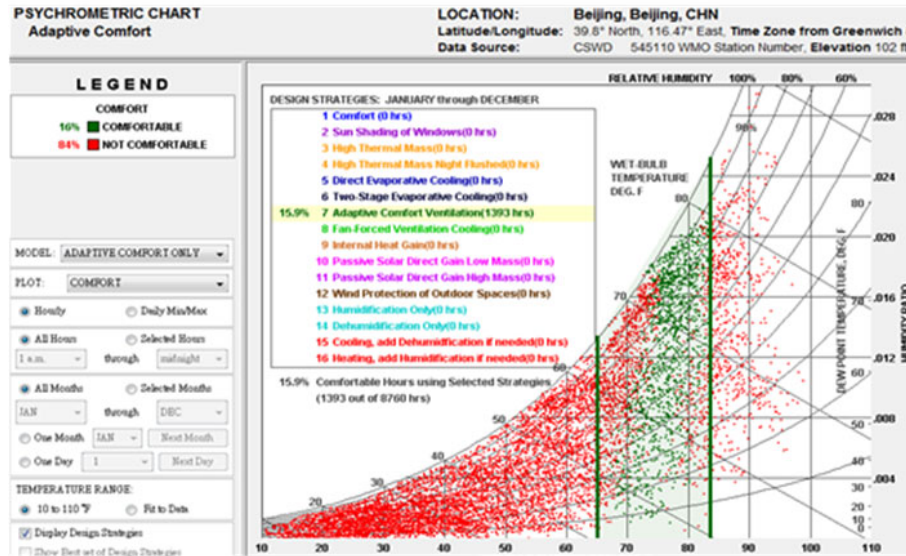 PSYCHROMETRIC CHART
Adaptive Comfort
LOCATION: Beijing, Beijing, CHN
Latitude/Longitude: 39.8° North, 116.47° East, Time Zone from Greenwich
Data Source: CSWD 545110 WMO Station Number, Elevation 102 ft
LEGEND
COMFORT
16% COMFORTABLE
84% NOT COMFORTABLE
MODEL: ADAPTIVE COMFORT ONLY
PLOT: COMFORT
Hourly Daily Min/Max
All Hours Selected Hours
1 a.m. through midnight
All Months Selected Months
JAN through DEC
One Month JAN Next Month
One Day 1 Next Day
TEMPERATURE RANGE:
10 to 110 °F Fit to Data
Display Design Strategies
Show Best set of Design Strategies
RELATIVE HUMIDITY 100% 80% 60%
DESIGN STRATEGIES: JANUARY through DECEMBER
1 Comfort (0 hrs)
2 Sun Shading of Windows(0 hrs)
3 High Thermal Mass(0 hrs)
4 High Thermal Mass Night Flushed(0 hrs)
5 Direct Evaporative Cooling(0 hrs)
6 Two-Stage Evaporative Cooling(0 hrs)
15.9% 7 Adaptive Comfort Ventilation(1393 hrs)
8 Fan-Forced Ventilation Cooling(0 hrs)
9 Internal Heat Gain(0 hrs)
10 Passive Solar Direct Gain Low Mass(0 hrs)
11 Passive Solar Direct Gain High Mass(0 hrs)
12 Wind Protection of Outdoor Spaces(0 hrs)
13 Humidification Only(0 hrs)
14 Dehumidification Only(0 hrs)
15 Cooling, add Dehumidification if needed(0 hrs)
16 Heating, add Humidification if needed(0 hrs)
15.9% Comfortable Hours using Selected Strategies
(1393 out of 8760 hrs)
WET-BULB
TEMPERATURE
DEG. F
20
30
40
50
60
70
80
DEW POINT TEMPERATURE, DEG. F
80
70
60
50
40
30
20
10
0
HUMIDITY RATIO
.028
.024
.020
.016
.012
.008
.004
10 20 30 40 50 60 70 80 90 100 110